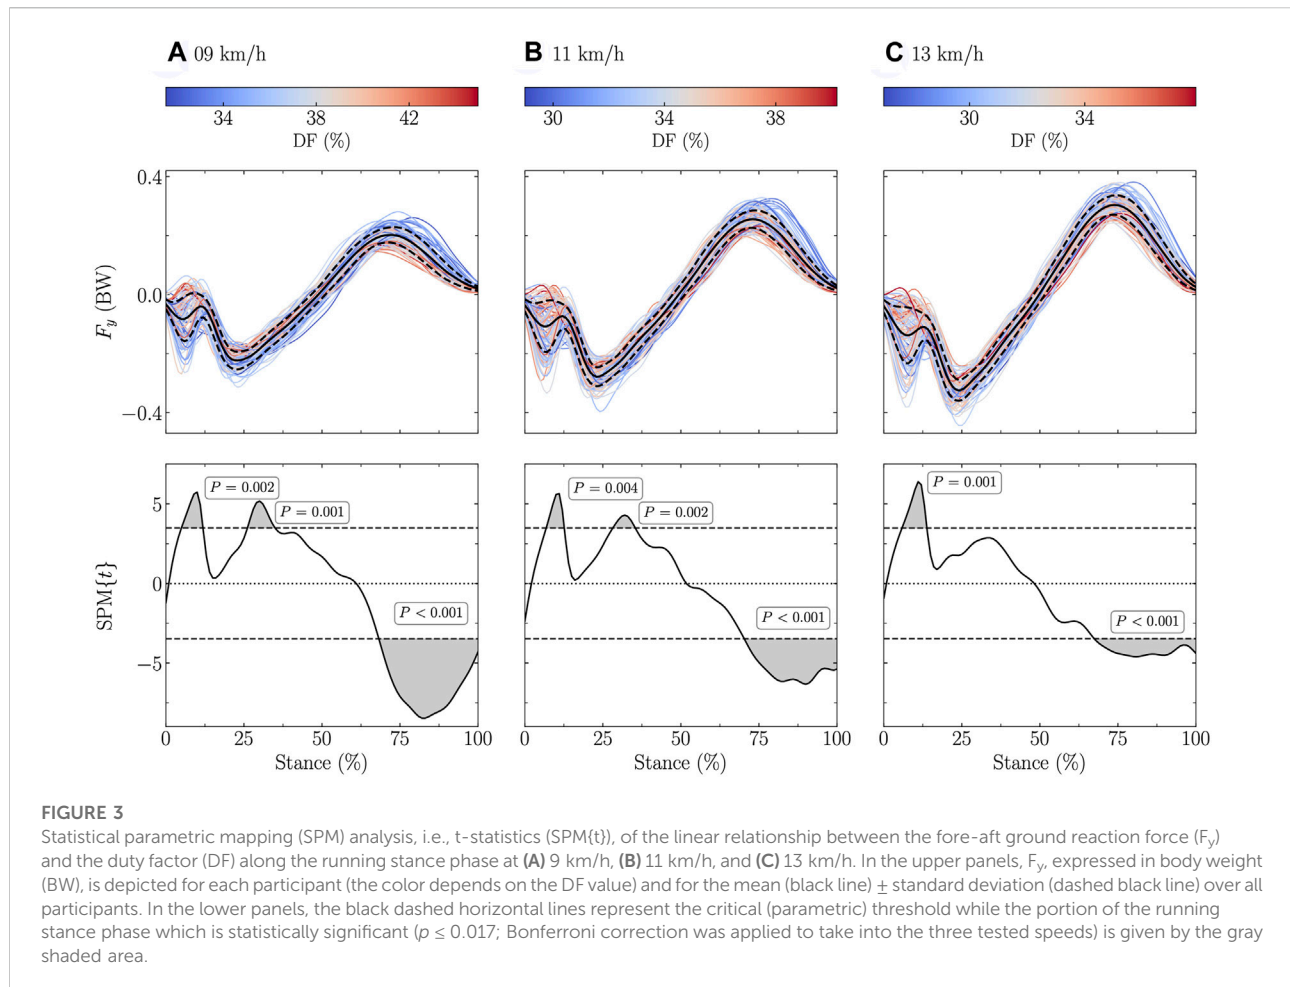 A 09 km/h
B 11 km/h
C 13 km/h
34 38 42
DF (%)
30 34 38
DF (%)
30 34
DF (%)
0.4
0.0
−0.4
F_y (BW)
P = 0.002
P = 0.001
P < 0.001
P = 0.004
P = 0.002
P < 0.001
P = 0.001
P < 0.001
5
0
−5
SPM{t}
0 25 50 75 100
Stance (%)
0 25 50 75 100
Stance (%)
0 25 50 75 100
Stance (%)
FIGURE 3
Statistical parametric mapping (SPM) analysis, i.e., t-statistics (SPM{t}), of the linear relationship between the fore-aft ground reaction force (F_y)
and the duty factor (DF) along the running stance phase at (A) 9 km/h, (B) 11 km/h, and (C) 13 km/h. In the upper panels, F_y, expressed in body weight
(BW), is depicted for each participant (the color depends on the DF value) and for the mean (black line) ± standard deviation (dashed black line) over all
participants. In the lower panels, the black dashed horizontal lines represent the critical (parametric) threshold while the portion of the running
stance phase which is statistically significant (p ≤ 0.017; Bonferroni correction was applied to take into the three tested speeds) is given by the gray
shaded area.